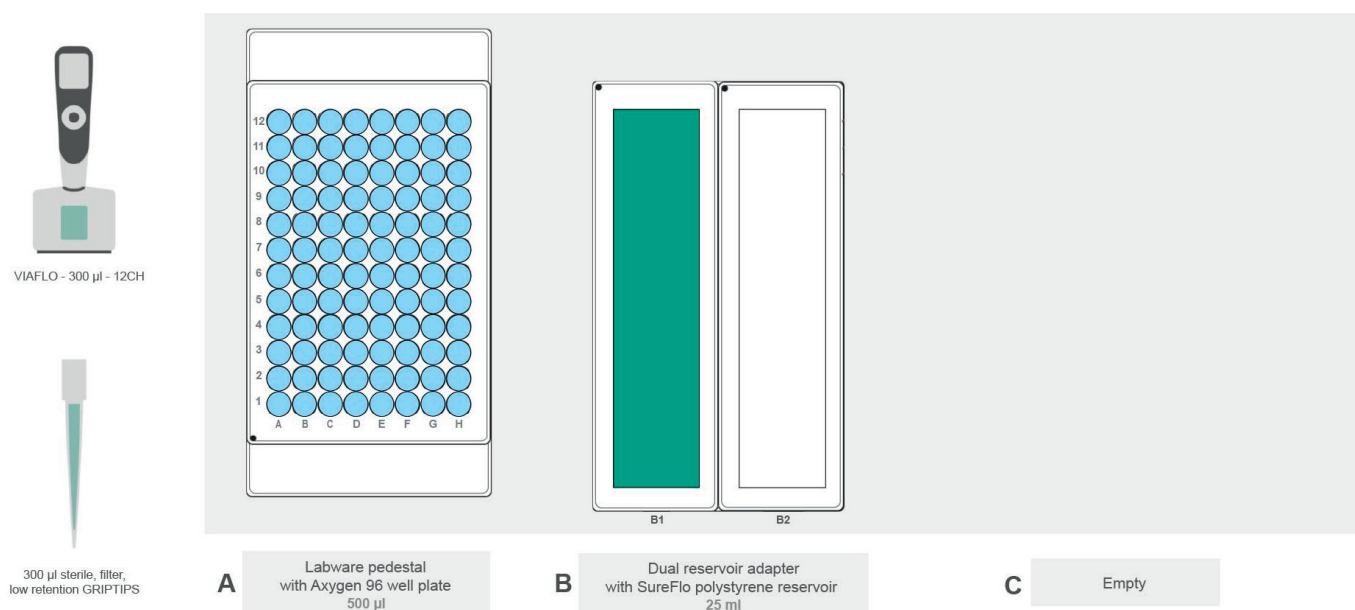 VIAFLO - 300 µl - 12CH
300 µl sterile, filter,
low retention GRIPTIPS
12
11
10
9
8
7
6
5
4
3
2
1
A B C D E F G H
B1 B2
A
Labware pedestal
with Axygen 96 well plate
500 µl
B
Dual reservoir adapter
with SureFlo polystyrene reservoir
25 ml
C
Empty